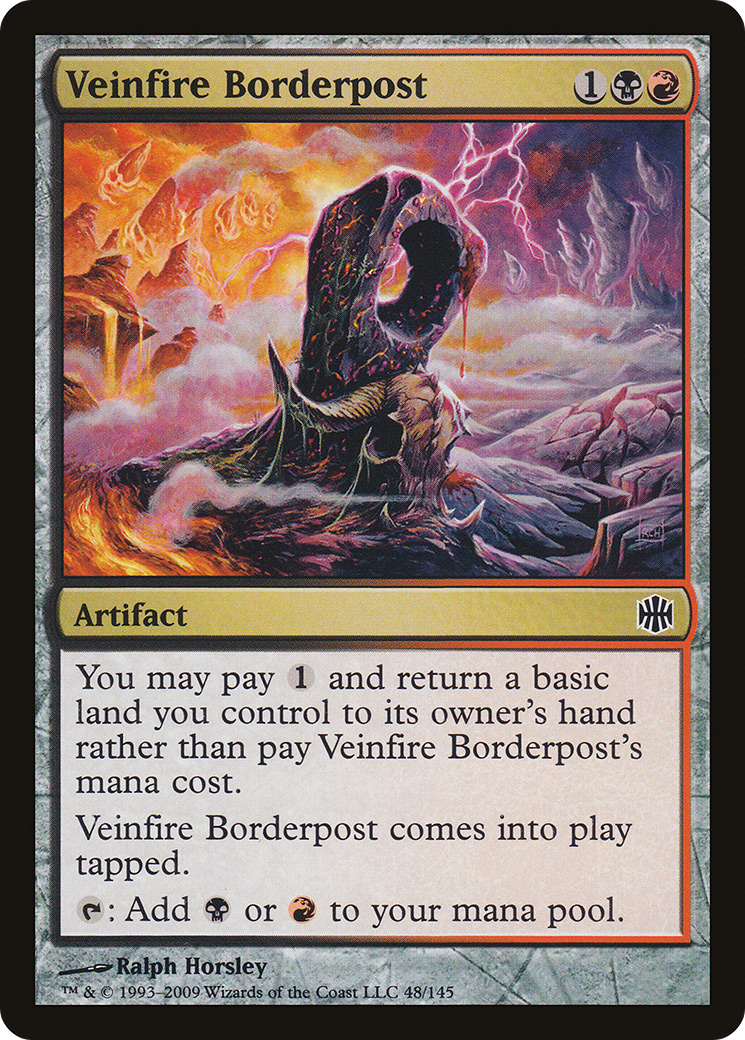 Veinfire Borderpost 1
Artifact
You may pay 1 and return a basic
land you control to its owner's hand
rather than pay Veinfire Borderpost's
mana cost.
Veinfire Borderpost comes into play
tapped.
: Add or to your mana pool.
Ralph Horsley
™ & © 1993–2009 Wizards of the Coast LLC 48/145